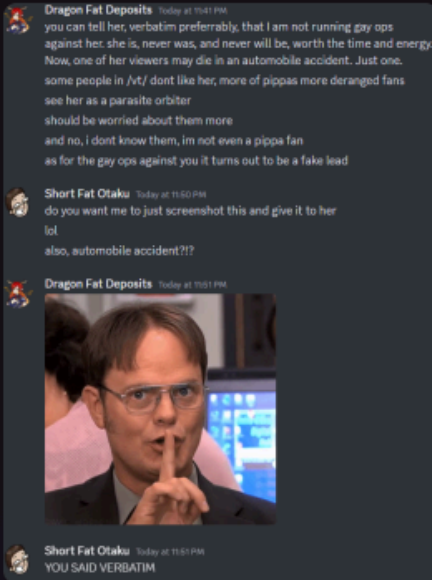 Dragon Fat Deposits Today at 11:41 PM
you can tell her, verbatim preferrably, that I am not running gay ops
against her. she is, never was, and never will be, worth the time and energy.
Now, one of her viewers may die in an automobile accident. Just one.
some people in /vt/ dont like her, more of pippas more deranged fans
see her as a parasite orbiter
should be worried about them more
and no, i dont know them, im not even a pippa fan
as for the gay ops against you it turns out to be a fake lead
Short Fat Otaku Today at 11:50 PM
do you want me to just screenshot this and give it to her
lol
also, automobile accident?!?
Dragon Fat Deposits Today at 11:51 PM
Short Fat Otaku Today at 11:51 PM
YOU SAID VERBATIM